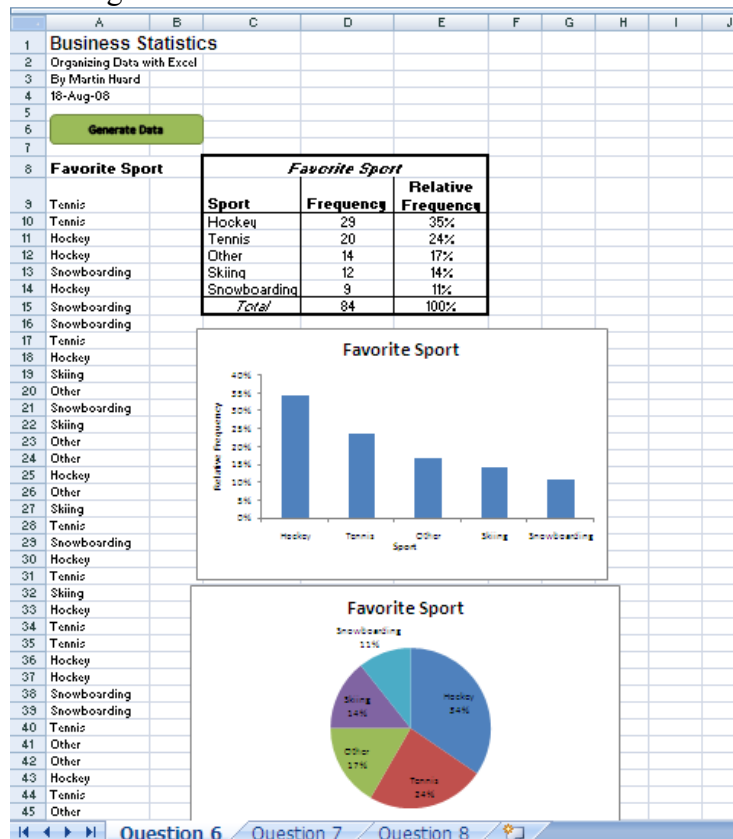 A B C D E F G H I J
1 Business Statistics
2 Organizing Data with Excel
3 By Martin Huard
4 18-Aug-08
5
6 Generate Data
7
8 Favorite Sport Favorite Sport
9 Tennis Sport Frequency Relative Frequency
10 Tennis Hockey 29 35%
11 Hockey Tennis 20 24%
12 Hockey Other 14 17%
13 Snowboarding Skiing 12 14%
14 Hockey Snowboarding 9 11%
15 Snowboarding Total 84 100%
16 Snowboarding
17 Tennis
18 Hockey
19 Skiing
20 Other
21 Snowboarding
22 Skiing
23 Other
24 Other
25 Hockey
26 Other
27 Skiing
28 Tennis
29 Snowboarding
30 Hockey
31 Tennis
32 Skiing
33 Hockey
34 Tennis
35 Tennis
36 Hockey
37 Hockey
38 Snowboarding
39 Snowboarding
40 Tennis
41 Other
42 Other
43 Hockey
44 Tennis
45 Other
Favorite Sport
40%
35%
30%
25%
20%
15%
10%
5%
0%
Relative Frequency
Hockey Tennis Other Skiing Snowboarding
Sport
Favorite Sport
Snowboarding
11%
Skiing
14%
Hockey
34%
Other
17%
Tennis
24%
Question 6 Question 7 Question 8